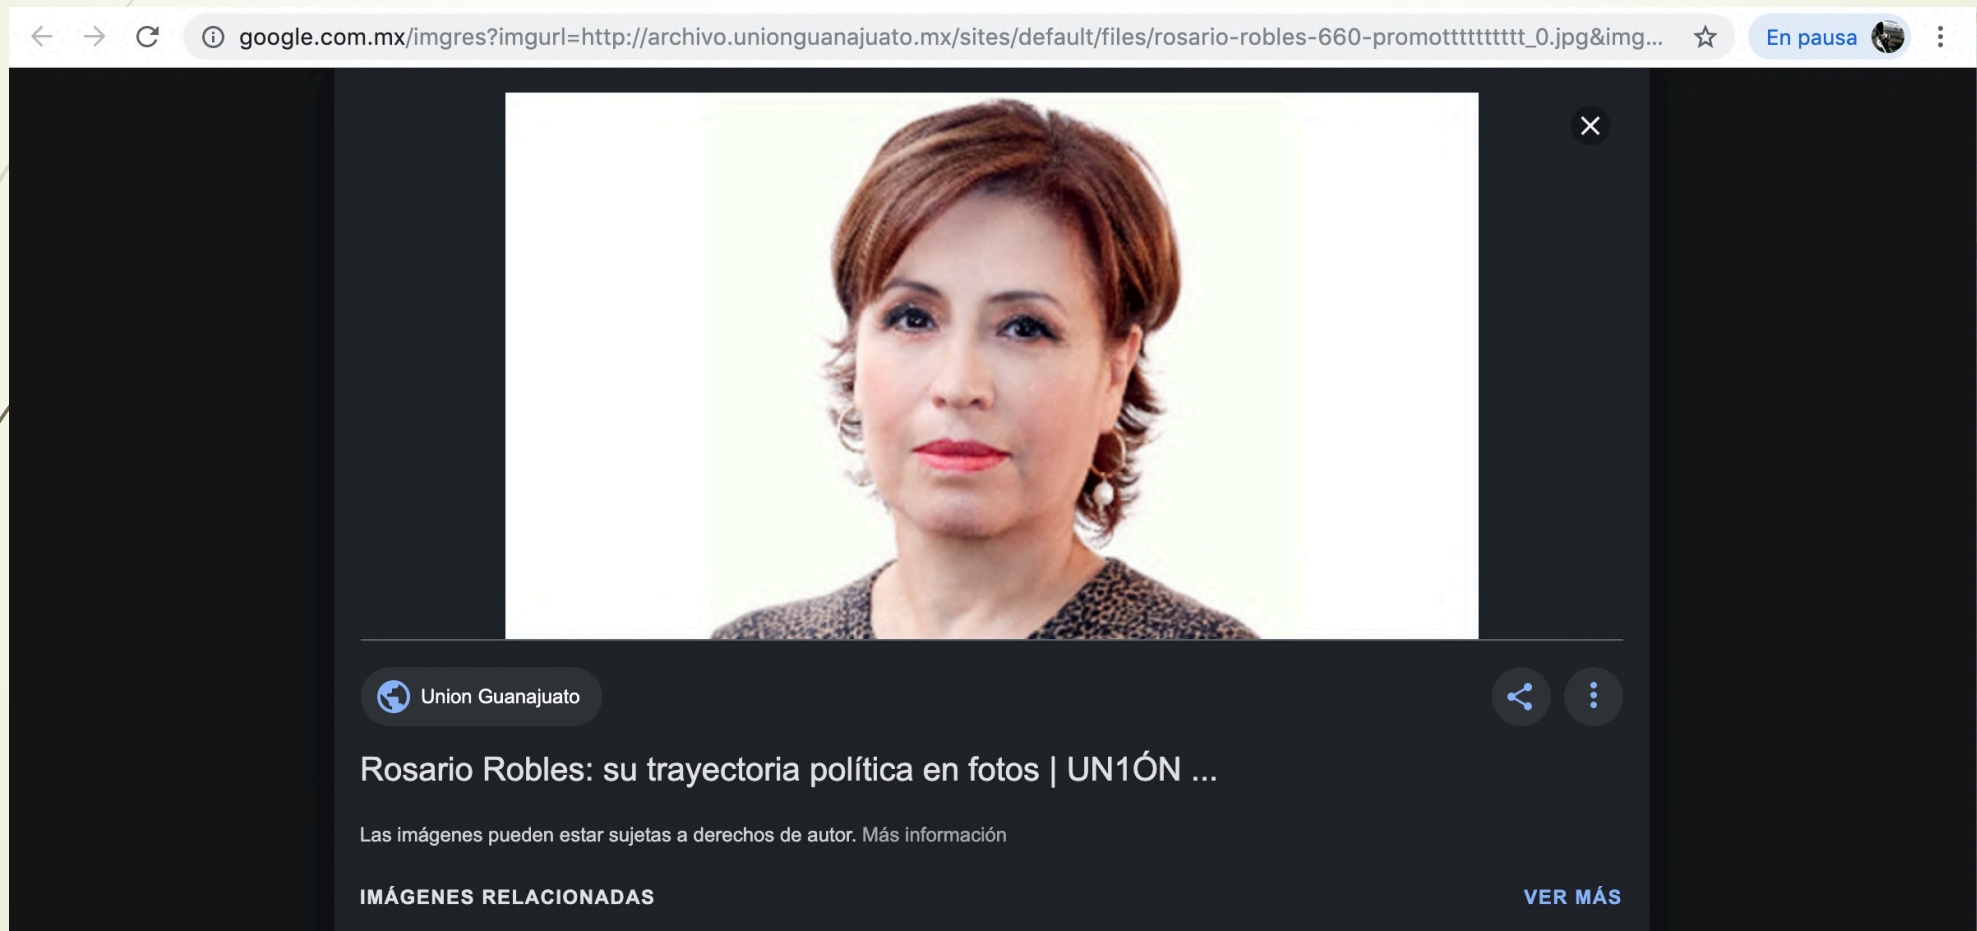 google.com.mx/imgres?imgurl=http://archivo.unionguanajuato.mx/sites/default/files/rosario-robles-660-promotttttttttt_0.jpg&img...
En pausa
Union Guanajuato
Rosario Robles: su trayectoria política en fotos | UN1ÓN ...
Las imágenes pueden estar sujetas a derechos de autor. Más información
IMÁGENES RELACIONADAS
VER MÁS